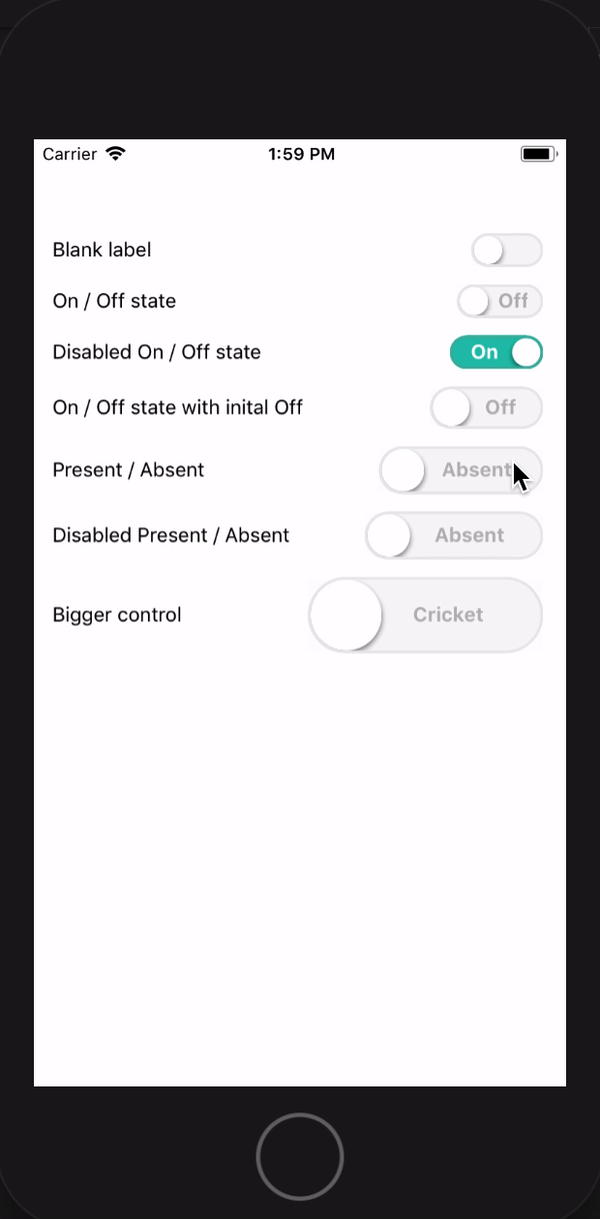 Carrier 1:59 PM
Blank label
On / Off state Off
Disabled On / Off state On
On / Off state with inital Off Off
Present / Absent Absent
Disabled Present / Absent Absent
Bigger control Cricket